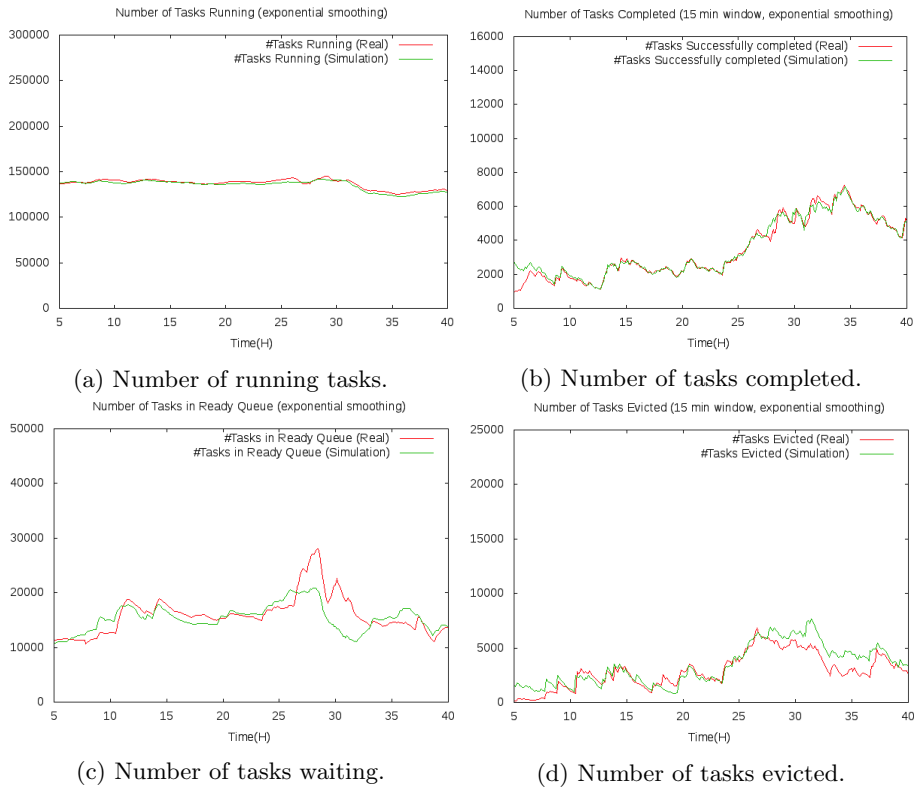 Number of Tasks Running (exponential smoothing)
300000
250000
200000
150000
100000
50000
0
#Tasks Running (Real)
#Tasks Running (Simulation)
5 10 15 20 25 30 35 40
Time(H)
(a) Number of running tasks.
Number of Tasks Completed (15 min window, exponential smoothing)
16000
14000
12000
10000
8000
6000
4000
2000
0
#Tasks Successfully completed (Real)
#Tasks Successfully completed (Simulation)
5 10 15 20 25 30 35 40
Time(H)
(b) Number of tasks completed.
Number of Tasks in Ready Queue (exponential smoothing)
50000
40000
30000
20000
10000
0
#Tasks in Ready Queue (Real)
#Tasks in Ready Queue (Simulation)
5 10 15 20 25 30 35 40
Time(H)
(c) Number of tasks waiting.
Number of Tasks Evicted (15 min window, exponential smoothing)
25000
20000
15000
10000
5000
0
#Tasks Evicted (Real)
#Tasks Evicted (Simulation)
5 10 15 20 25 30 35 40
Time(H)
(d) Number of tasks evicted.